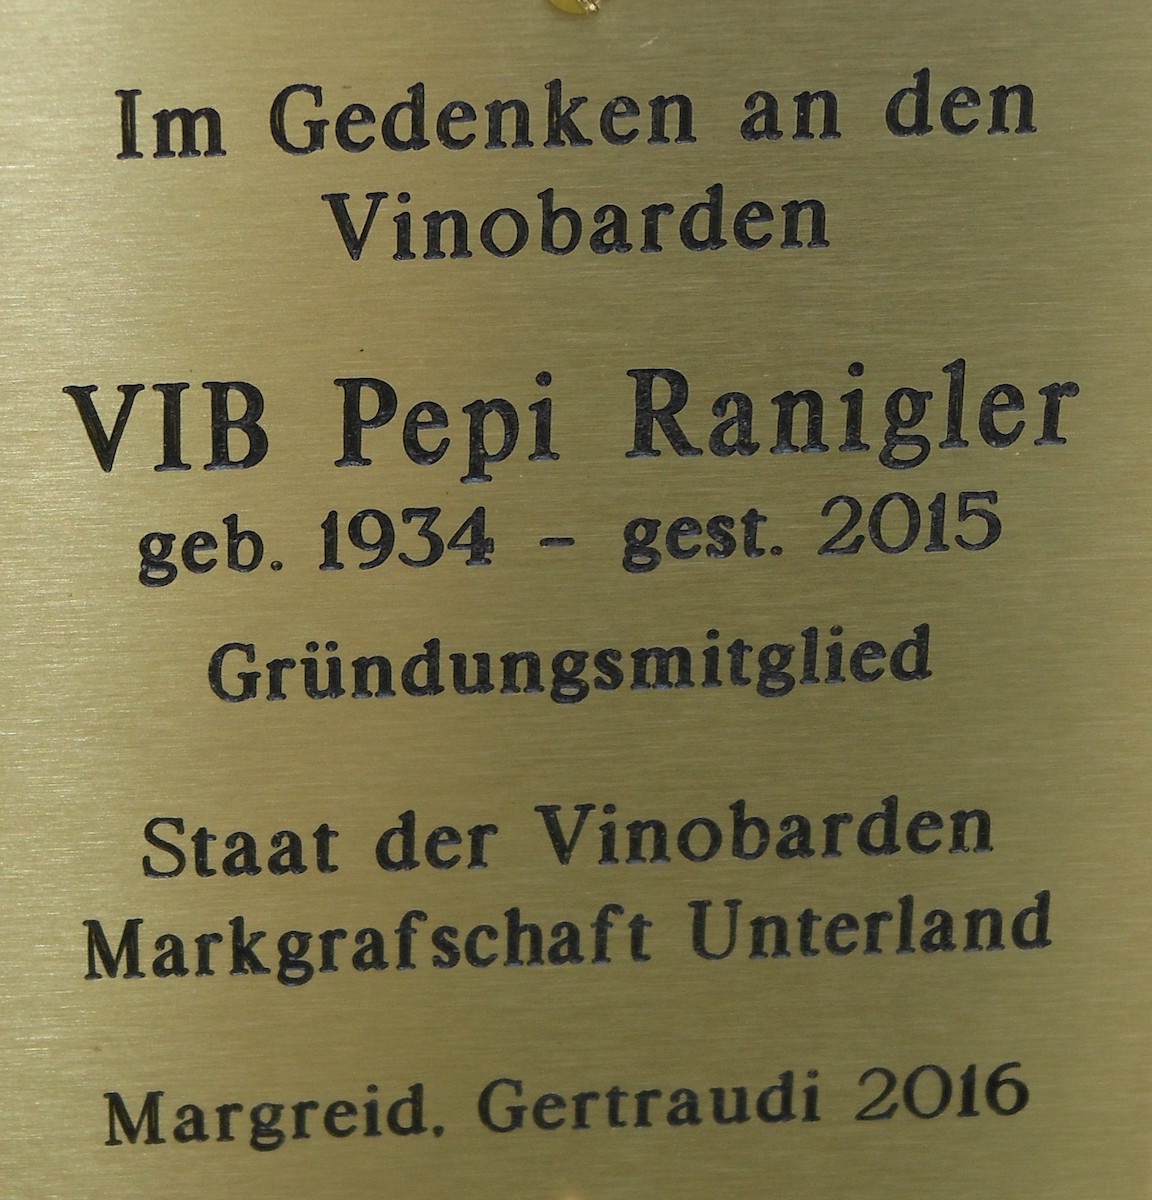 Im Gedenken an den
Vinobarden
VIB Pepi Ranigler
geb. 1934 - gest. 2015
Gründungsmitglied
Staat der Vinobarden
Markgrafschaft Unterland
Margreid. Gertraudi 2016